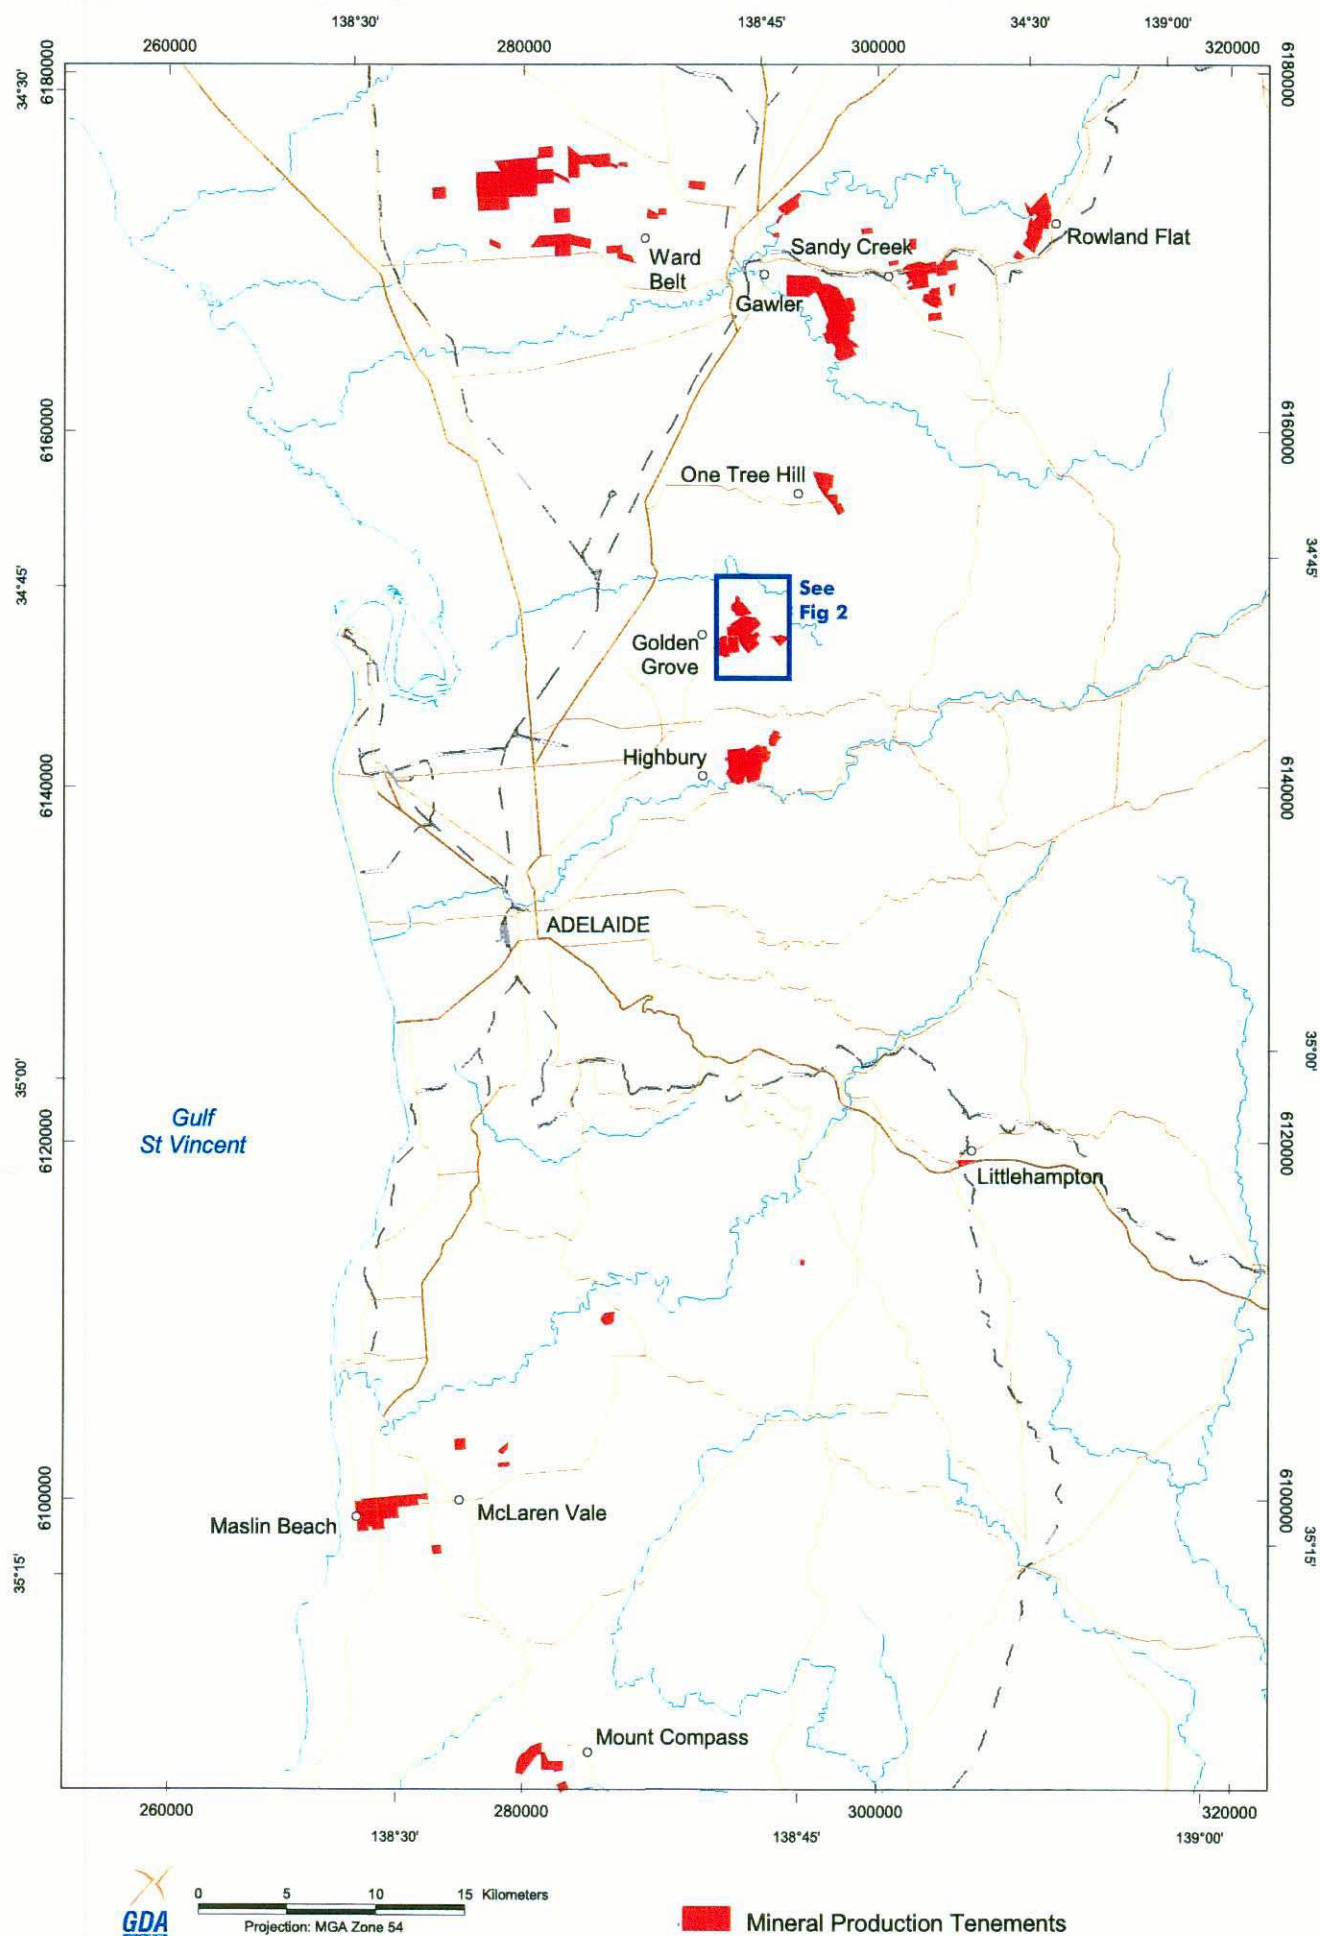 138°30'
138°45'
34°30'
139°00'
260000
280000
300000
320000
34°30'
6180000
6180000
Ward
Belt
Sandy Creek
Rowland Flat
Gawler
6160000
6160000
One Tree Hill
34°45'
34°45'
See
Fig 2
Golden
Grove
Highbury
6140000
6140000
ADELAIDE
35°00'
35°00'
Gulf
St Vincent
6120000
6120000
Littlehampton
6100000
6100000
Maslin Beach
McLaren Vale
35°15'
35°15'
Mount Compass
260000
280000
300000
320000
138°30'
138°45'
139°00'
0
5
10
15 Kilometers
GDA
Projection: MGA Zone 54
Mineral Production Tenements